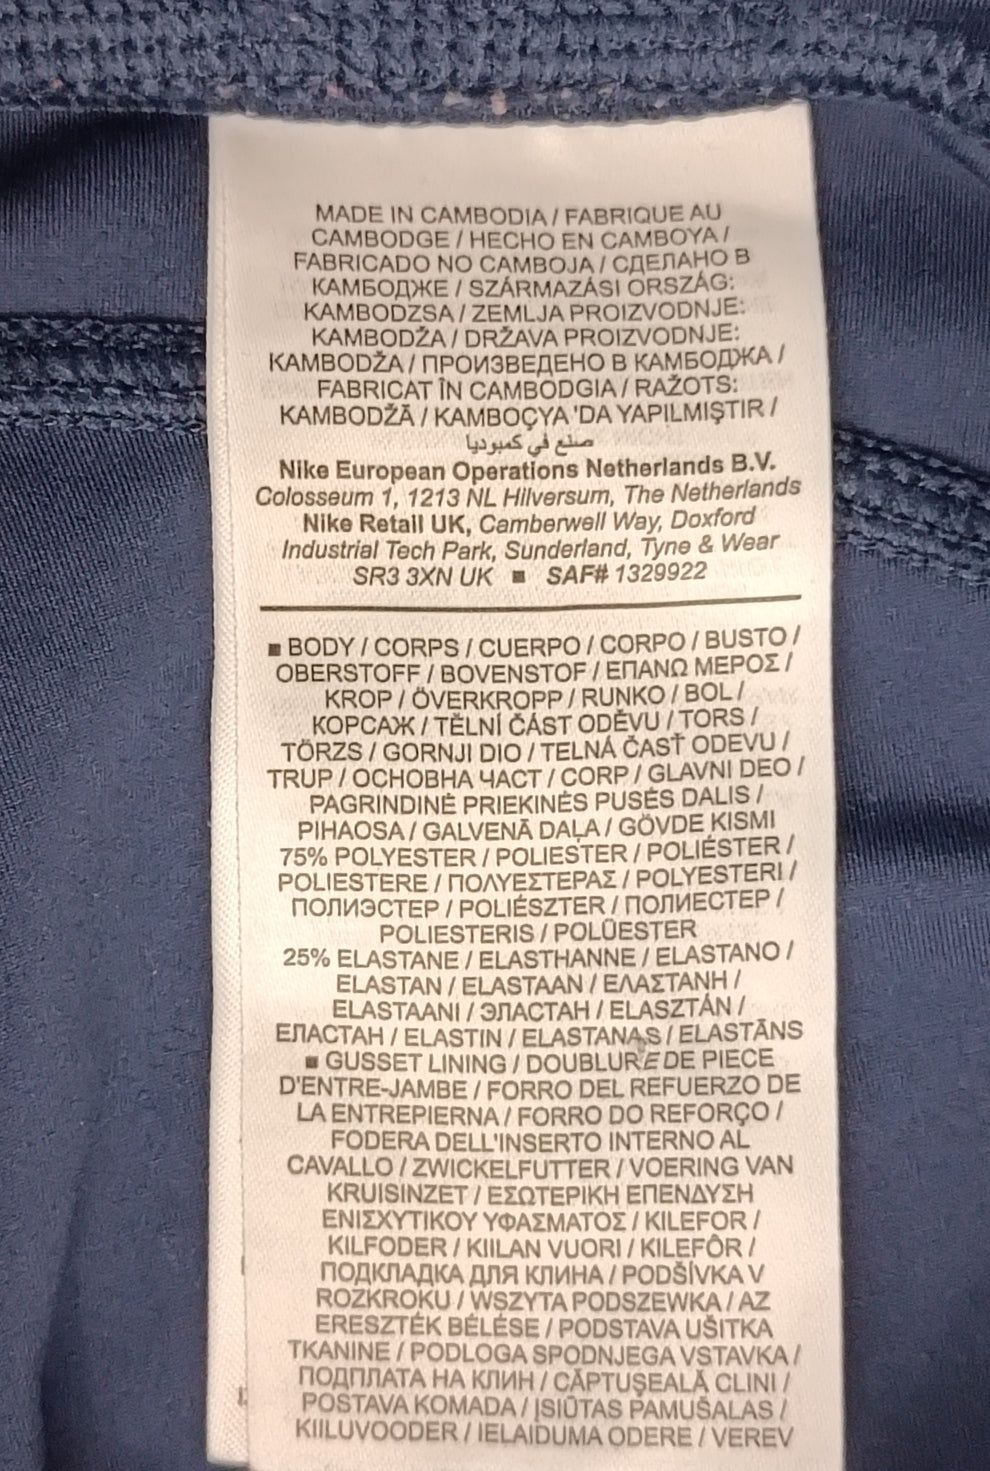 MADE IN CAMBODIA / FABRIQUE AU
CAMBODGE / HECHO EN CAMBOYA /
FABRICADO NO CAMBOJA / СДЕЛАНО В
КАМБОДЖЕ / SZÁRMAZÁSI ORSZÁG:
KAMBODZSA / ZEMLJA PROIZVODNJE:
KAMBODŽA / DRŽAVA PROIZVODNJE:
KAMBODŽA / ПРОИЗВЕДЕНО В КАМБОДЖА /
FABRICAT ÎN CAMBODGIA / RAŽOTS:
KAMBODŽĀ / KAMBOÇYA 'DA YAPILMIŞTIR /
صنع في كمبوديا
Nike European Operations Netherlands B.V.
Colosseum 1, 1213 NL Hilversum, The Netherlands
Nike Retail UK, Camberwell Way, Doxford
Industrial Tech Park, Sunderland, Tyne & Wear
SR3 3XN UK ■ SAF# 1329922
■ BODY / CORPS / CUERPO / CORPO / BUSTO /
OBERSTOFF / BOVENSTOF / ΕΠΑΝΩ ΜΕΡΟΣ /
KROP / ÖVERKROPP / RUNKO / BOL /
КОРСАЖ / TĚLNÍ ČÁST ODĚVU / TORS /
TÖRZS / GORNJI DIO / TELNÁ ČASŤ ODEVU /
TRUP / ОСНОВНА ЧАСТ / CORP / GLAVNI DEO /
PAGRINDINĖ PRIEKINĖS PUSĖS DALIS /
PIHAOSA / GALVENĀ DAĻA / GÖVDE KISMI
75% POLYESTER / POLIESTER / POLIÉSTER /
POLIESTERE / ΠΟΛΥΕΣΤΕΡΑΣ / POLYESTERI /
ПОЛИЭСТЕР / POLIÉSZTER / ПОЛИЕСТЕР /
POLIESTERIS / POLÜESTER
25% ELASTANE / ELASTHANNE / ELASTANO /
ELASTAN / ELASTAAN / ΕΛΑΣΤΑΝΗ /
ELASTAANI / ЭЛАСТАН / ELASZTÁN /
ЕЛАСТАН / ELASTIN / ELASTANAS / ELASTĀNS
■ GUSSET LINING / DOUBLURE DE PIECE
D'ENTRE-JAMBE / FORRO DEL REFUERZO DE
LA ENTREPIERNA / FORRO DO REFORÇO /
FODERA DELL'INSERTO INTERNO AL
CAVALLO / ZWICKELFUTTER / VOERING VAN
KRUISINZET / ΕΣΩΤΕΡΙΚΗ ΕΠΕΝΔΥΣΗ
ΕΝΙΣΧΥΤΙΚΟΥ ΥΦΑΣΜΑΤΟΣ / KILEFOR /
KILFODER / KIILAN VUORI / KILEFÔR /
ПОДКЛАДКА ДЛЯ КЛИНА / PODŠÍVKA V
ROZKROKU / WSZYTA PODSZEWKA / AZ
ERESZTÉK BÉLÉSE / PODSTAVA UŠITKA
TKANINE / PODLOGA SPODNJEGA VSTAVKA /
ПОДПЛАТА НА КЛИН / CĂPTUŞEALĂ CLINI /
POSTAVA KOMADA / ĮSIŪTAS PAMUŠALAS /
KIILUVOODER / IELAIDUMA ODERE / VEREV